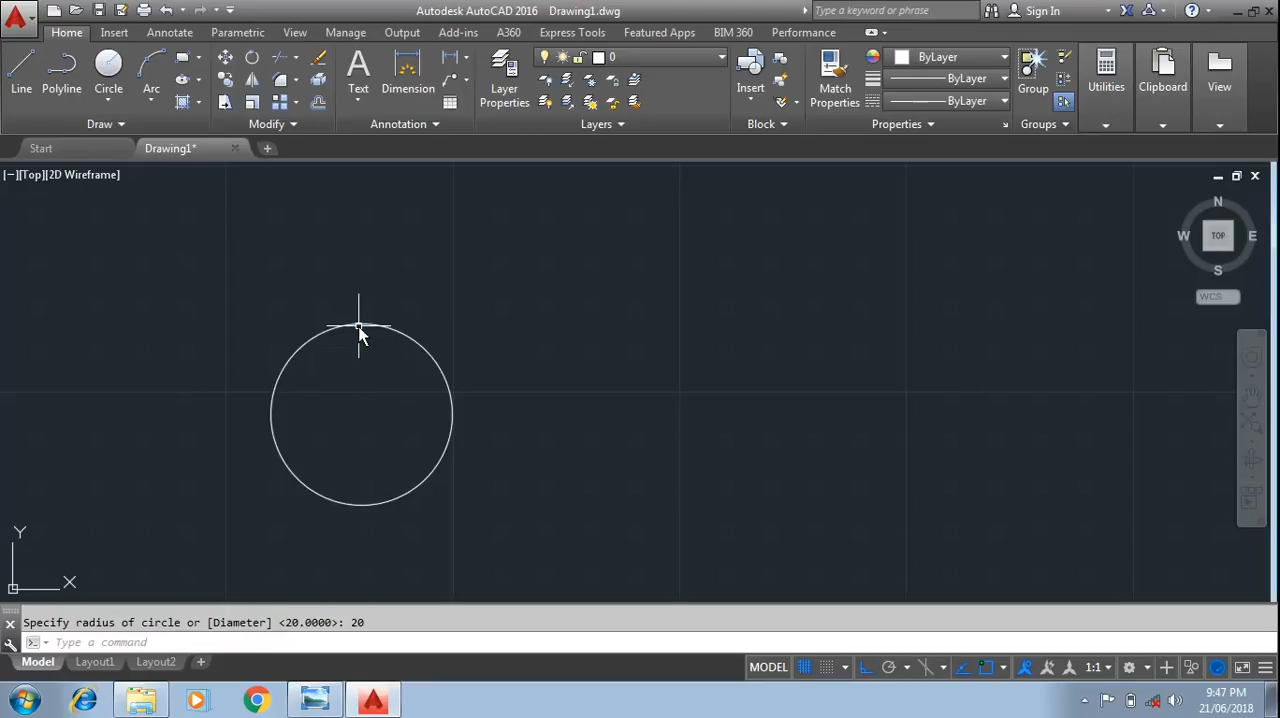 Autodesk AutoCAD 2016 Drawing1.dwg
Type a keyword or phrase
Sign In
Home Insert Annotate Parametric View Manage Output Add-ins A360 Express Tools Featured Apps BIM 360 Performance
Line
Polyline
Circle
Arc
Text
Dimension
Layer
Properties
0
Insert
Match
Properties
ByLayer
ByLayer
ByLayer
Group
Utilities
Clipboard
View
Draw
Modify
Annotation
Layers
Block
Properties
Groups
Start
Drawing1*
[−][Top][2D Wireframe]
N
W
TOP
E
S
WCS
Y
X
Specify radius of circle or [Diameter] <20.0000>: 20
Type a command
Model Layout1 Layout2
MODEL
1:1
9:47 PM
21/06/2018